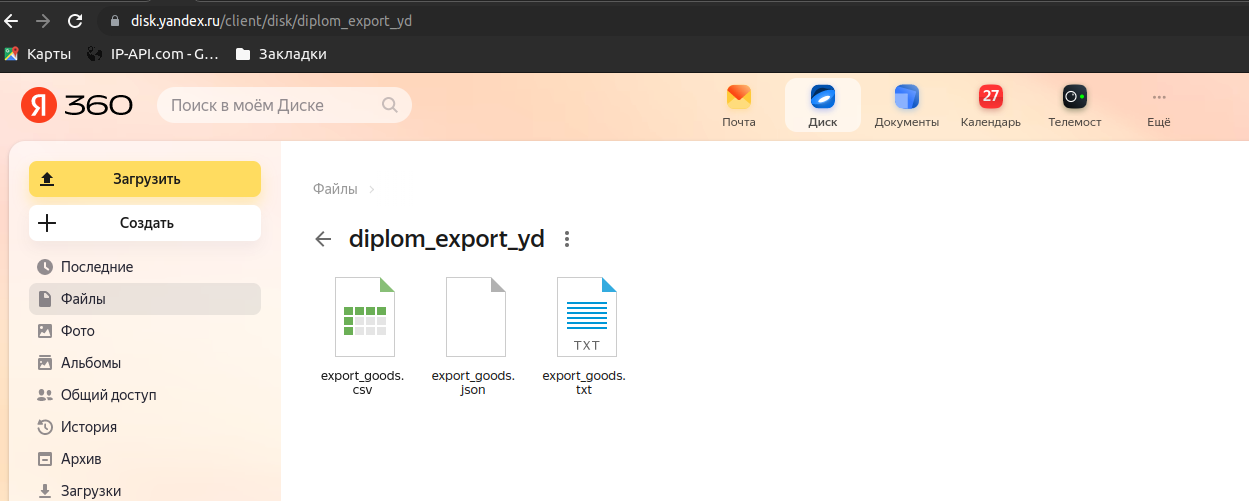 disk.yandex.ru/client/disk/diplom_export_yd
Карты IP-API.com - G... Закладки
Я 360 Поиск в моём Диске
27
Почта Диск Документы Календарь Телемост Ещё
Загрузить
Создать
Последние
Файлы
Фото
Альбомы
Общий доступ
История
Архив
Загрузки
Файлы
diplom_export_yd
TXT
export_goods. export_goods. export_goods.
csv json txt